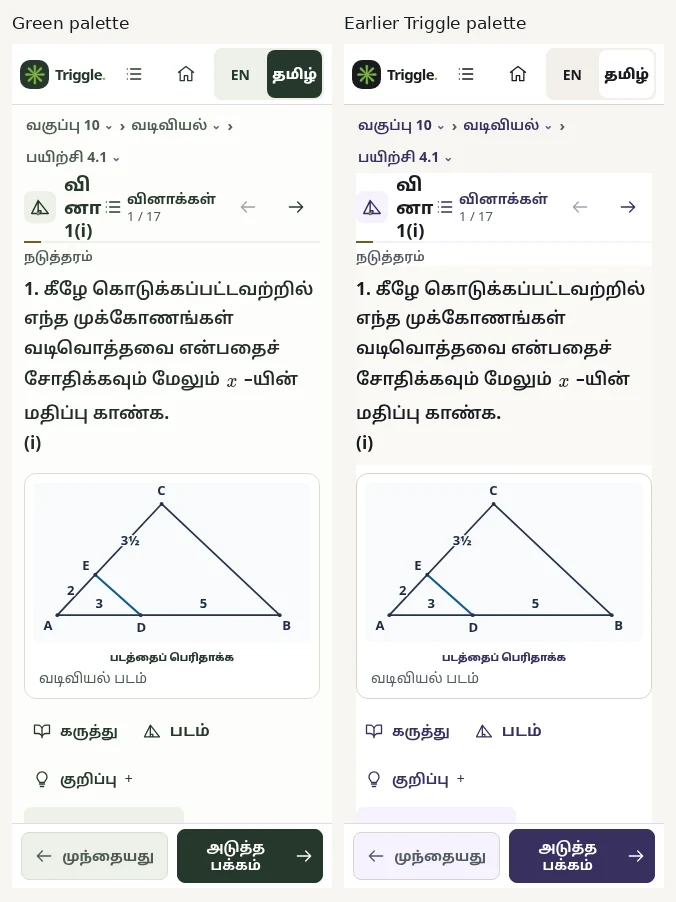 Green palette
Triggle.
EN
தமிழ்
வகுப்பு 10 ⌄ › வடிவியல் ⌄ ›
பயிற்சி 4.1 ⌄
வி
னா
1(i)
வினாக்கள்
1 / 17
நடுத்தரம்
1. கீழே கொடுக்கப்பட்டவற்றில்
எந்த முக்கோணங்கள்
வடிவொத்தவை என்பதைச்
சோதிக்கவும் மேலும் x –யின்
மதிப்பு காண்க.
(i)
C
3½
E
2
3
5
A
D
B
படத்தைப் பெரிதாக்க
வடிவியல் படம்
கருத்து
படம்
குறிப்பு +
← முந்தையது
அடுத்த
பக்கம் →
Earlier Triggle palette
Triggle.
EN
தமிழ்
வகுப்பு 10 ⌄ › வடிவியல் ⌄ ›
பயிற்சி 4.1 ⌄
வி
னா
1(i)
வினாக்கள்
1 / 17
நடுத்தரம்
1. கீழே கொடுக்கப்பட்டவற்றில்
எந்த முக்கோணங்கள்
வடிவொத்தவை என்பதைச்
சோதிக்கவும் மேலும் x –யின்
மதிப்பு காண்க.
(i)
C
3½
E
2
3
5
A
D
B
படத்தைப் பெரிதாக்க
வடிவியல் படம்
கருத்து
படம்
குறிப்பு +
← முந்தையது
அடுத்த
பக்கம் →